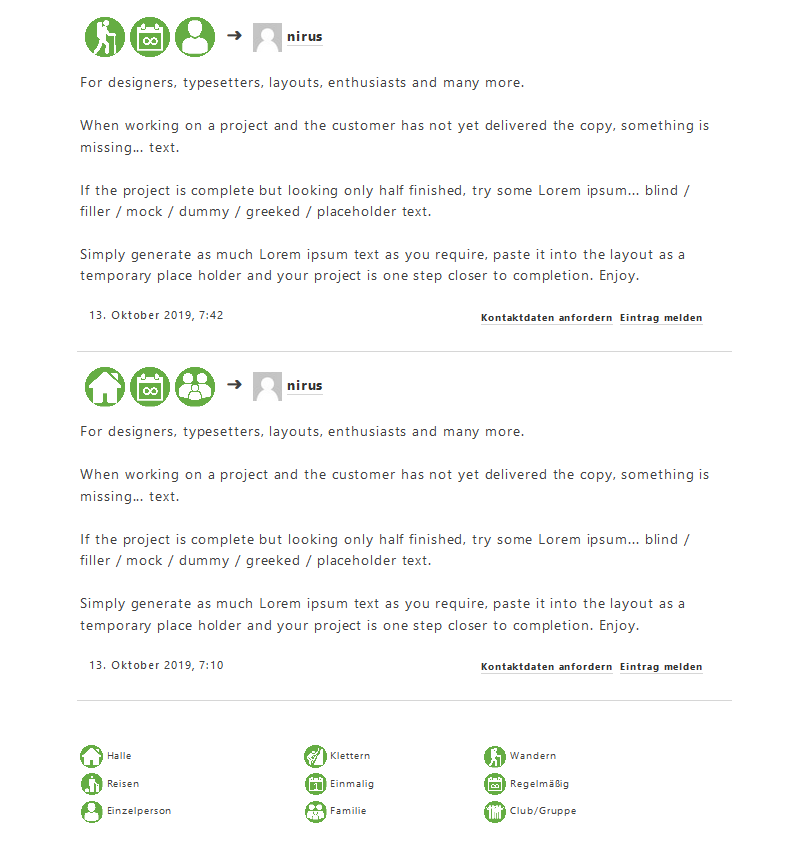 ➔ nirus
For designers, typesetters, layouts, enthusiasts and many more.
When working on a project and the customer has not yet delivered the copy, something is
missing... text.
If the project is complete but looking only half finished, try some Lorem ipsum... blind /
filler / mock / dummy / greeked / placeholder text.
Simply generate as much Lorem ipsum text as you require, paste it into the layout as a
temporary place holder and your project is one step closer to completion. Enjoy.
13. Oktober 2019, 7:42 Kontaktdaten anfordern Eintrag melden
➔ nirus
For designers, typesetters, layouts, enthusiasts and many more.
When working on a project and the customer has not yet delivered the copy, something is
missing... text.
If the project is complete but looking only half finished, try some Lorem ipsum... blind /
filler / mock / dummy / greeked / placeholder text.
Simply generate as much Lorem ipsum text as you require, paste it into the layout as a
temporary place holder and your project is one step closer to completion. Enjoy.
13. Oktober 2019, 7:10 Kontaktdaten anfordern Eintrag melden
Halle Klettern Wandern
Reisen 1 Einmalig Regelmäßig
Einzelperson Familie Club/Gruppe